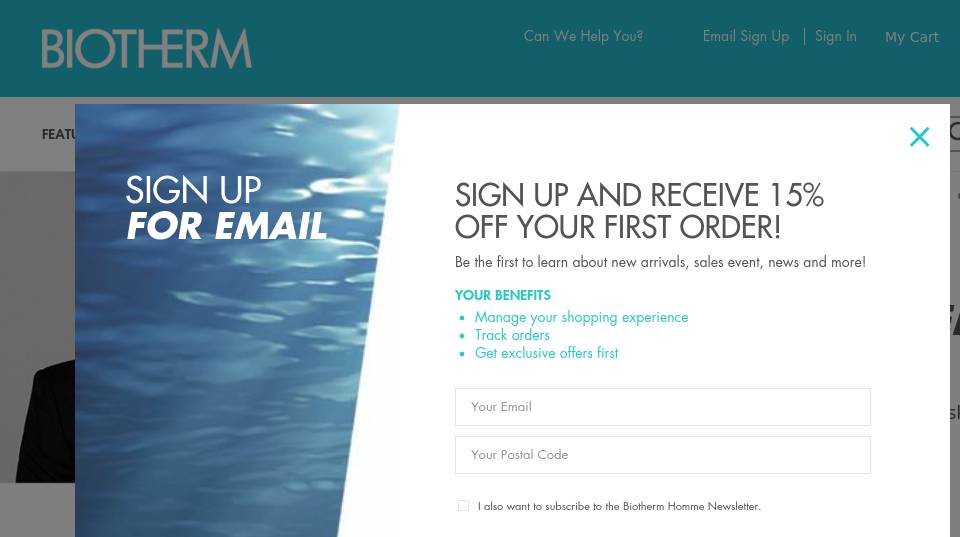 BIOTHERM
Can We Help You?
Email Sign Up | Sign In
My Cart
SIGN UP
FOR EMAIL
SIGN UP AND RECEIVE 15%
OFF YOUR FIRST ORDER!
Be the first to learn about new arrivals, sales event, news and more!
YOUR BENEFITS
• Manage your shopping experience
• Track orders
• Get exclusive offers first
Your Email
Your Postal Code
I also want to subscribe to the Biotherm Homme Newsletter.